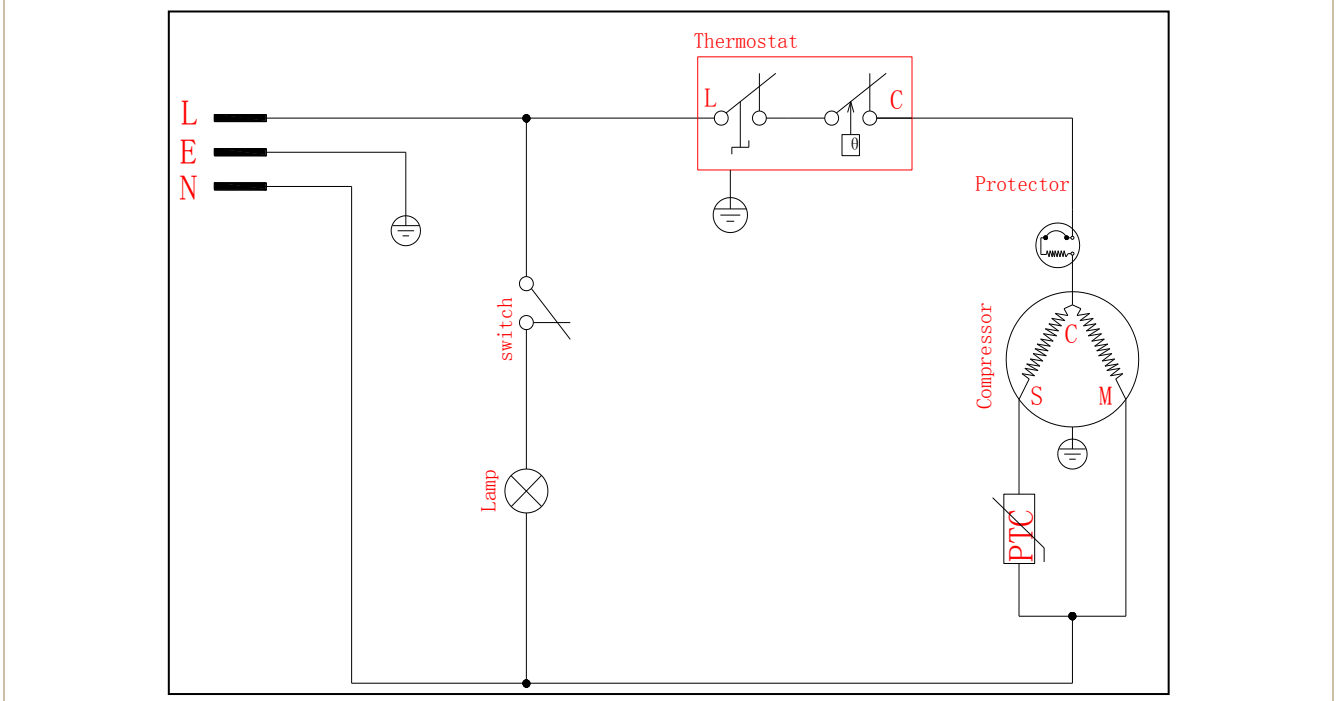 Thermostat
L
C
L
E
N
θ
Protector
switch
Compressor
C
S
M
Lamp
PTC